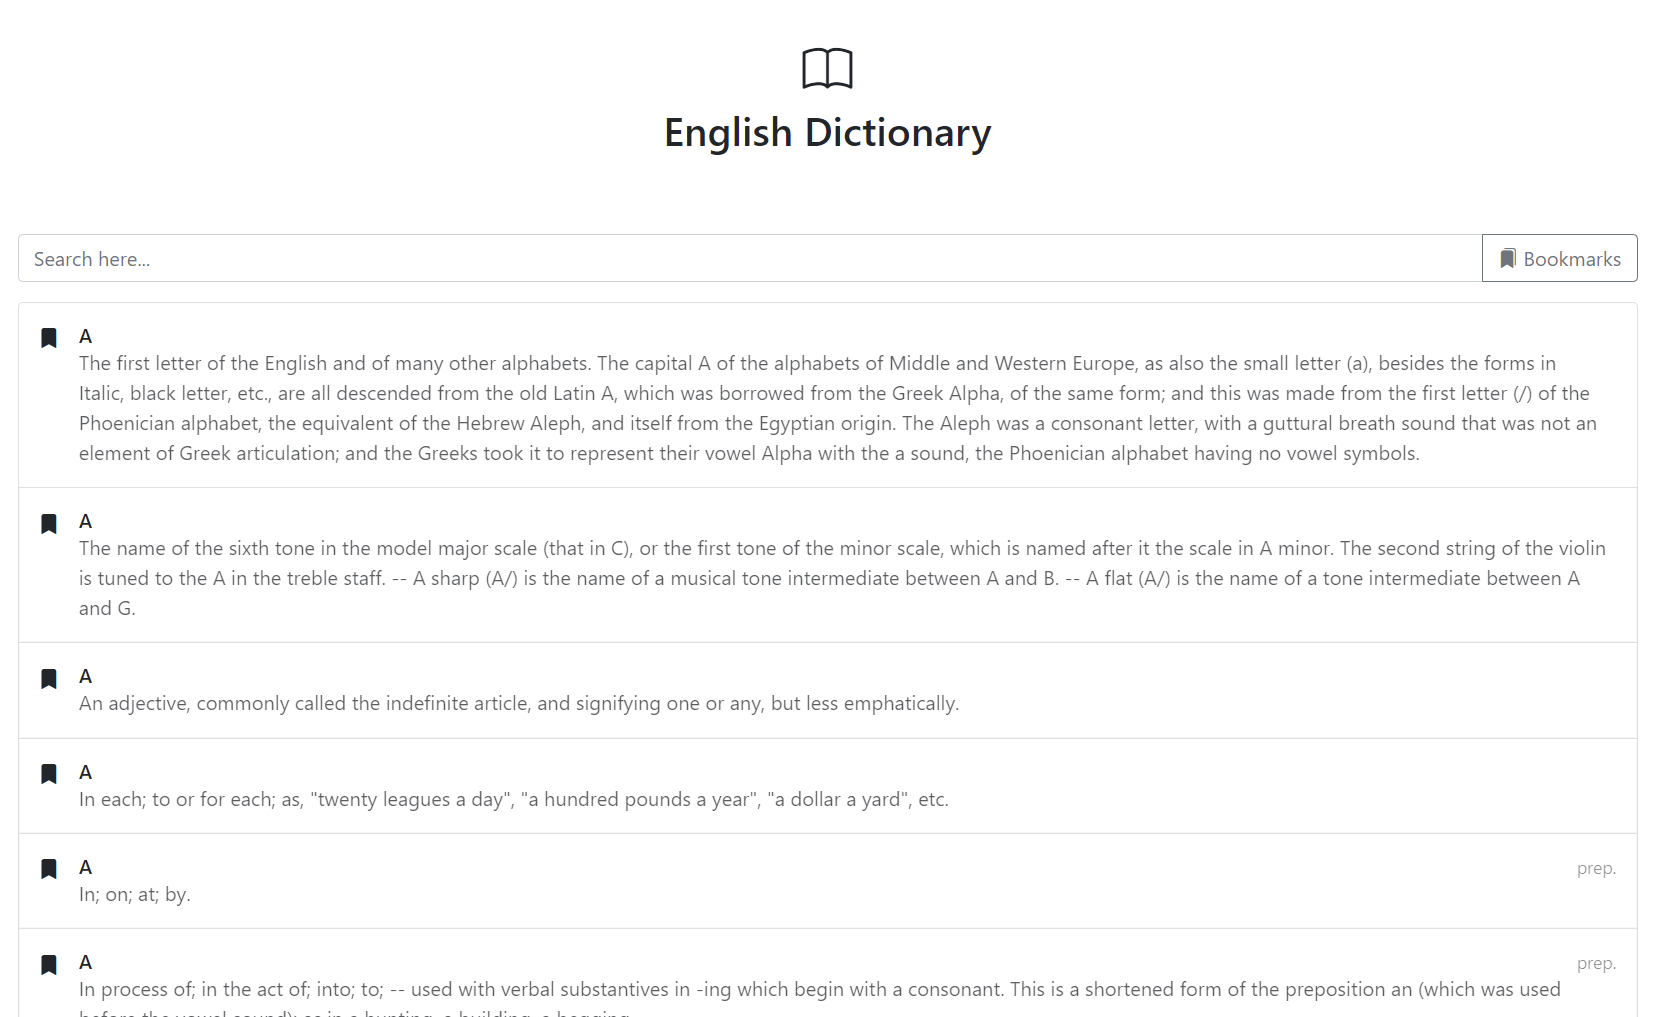 English Dictionary
Search here...
Bookmarks
A
The first letter of the English and of many other alphabets. The capital A of the alphabets of Middle and Western Europe, as also the small letter (a), besides the forms in
Italic, black letter, etc., are all descended from the old Latin A, which was borrowed from the Greek Alpha, of the same form; and this was made from the first letter (/) of the
Phoenician alphabet, the equivalent of the Hebrew Aleph, and itself from the Egyptian origin. The Aleph was a consonant letter, with a guttural breath sound that was not an
element of Greek articulation; and the Greeks took it to represent their vowel Alpha with the a sound, the Phoenician alphabet having no vowel symbols.
A
The name of the sixth tone in the model major scale (that in C), or the first tone of the minor scale, which is named after it the scale in A minor. The second string of the violin
is tuned to the A in the treble staff. -- A sharp (A/) is the name of a musical tone intermediate between A and B. -- A flat (A/) is the name of a tone intermediate between A
and G.
A
An adjective, commonly called the indefinite article, and signifying one or any, but less emphatically.
A
In each; to or for each; as, "twenty leagues a day", "a hundred pounds a year", "a dollar a yard", etc.
A
prep.
In; on; at; by.
A
prep.
In process of; in the act of; into; to; -- used with verbal substantives in -ing which begin with a consonant. This is a shortened form of the preposition an (which was used
before the vowel sound); as in a hunting, a building, a begging.